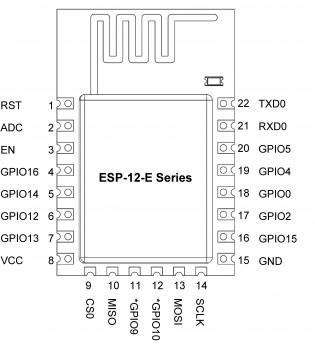 RST 1
ADC 2
EN 3
GPIO16 4
GPIO14 5
GPIO12 6
GPIO13 7
VCC 8
ESP-12-E Series
22 TXD0
21 RXD0
20 GPIO5
19 GPIO4
18 GPIO0
17 GPIO2
16 GPIO15
15 GND
9 10 11 12 13 14
CS0
MISO
*GPIO9
*GPIO10
MOSI
SCLK